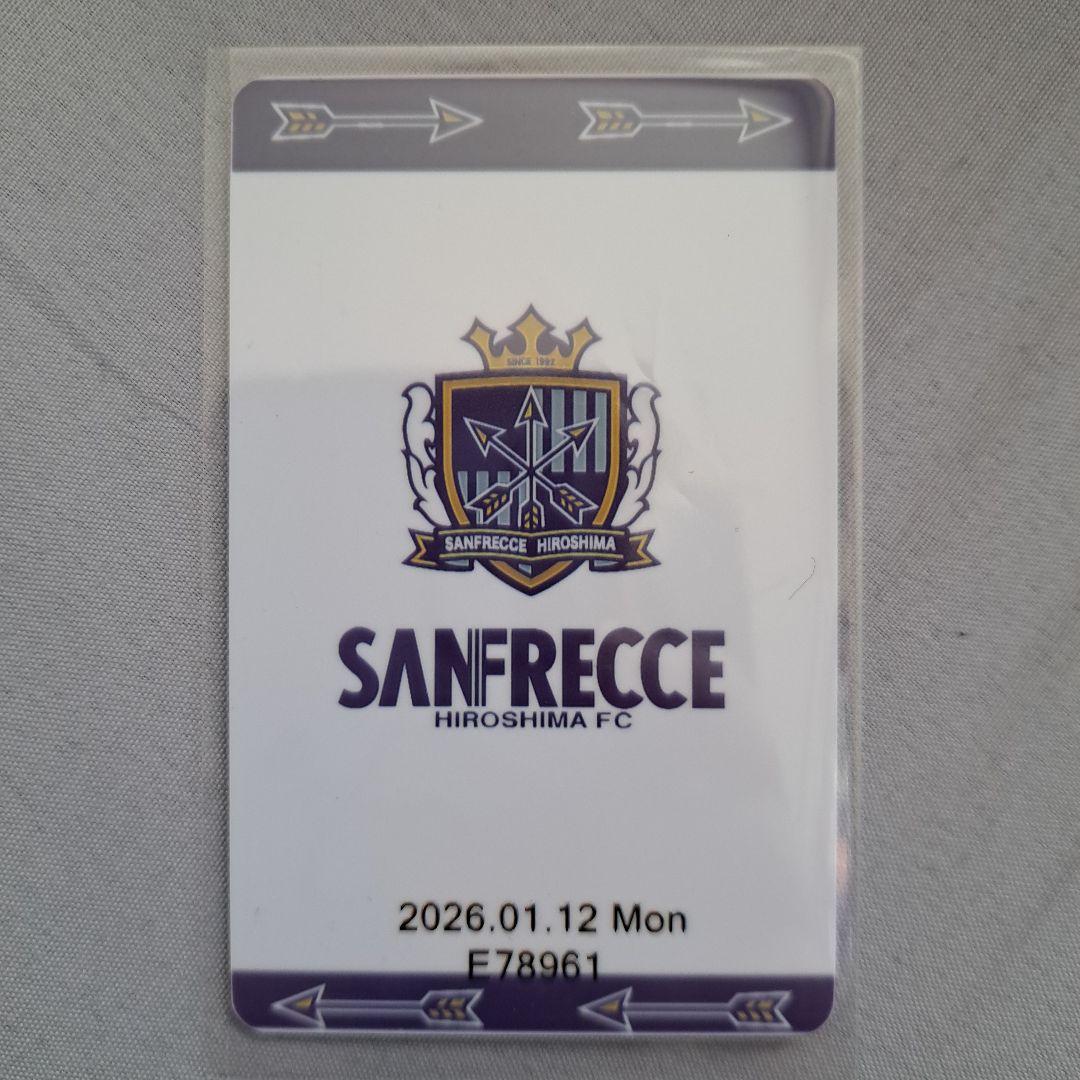 SINCE 1992
SANFRECCE HIROSHIMA
SANFRECCE
HIROSHIMA FC
2026.01.12 Mon
E78961